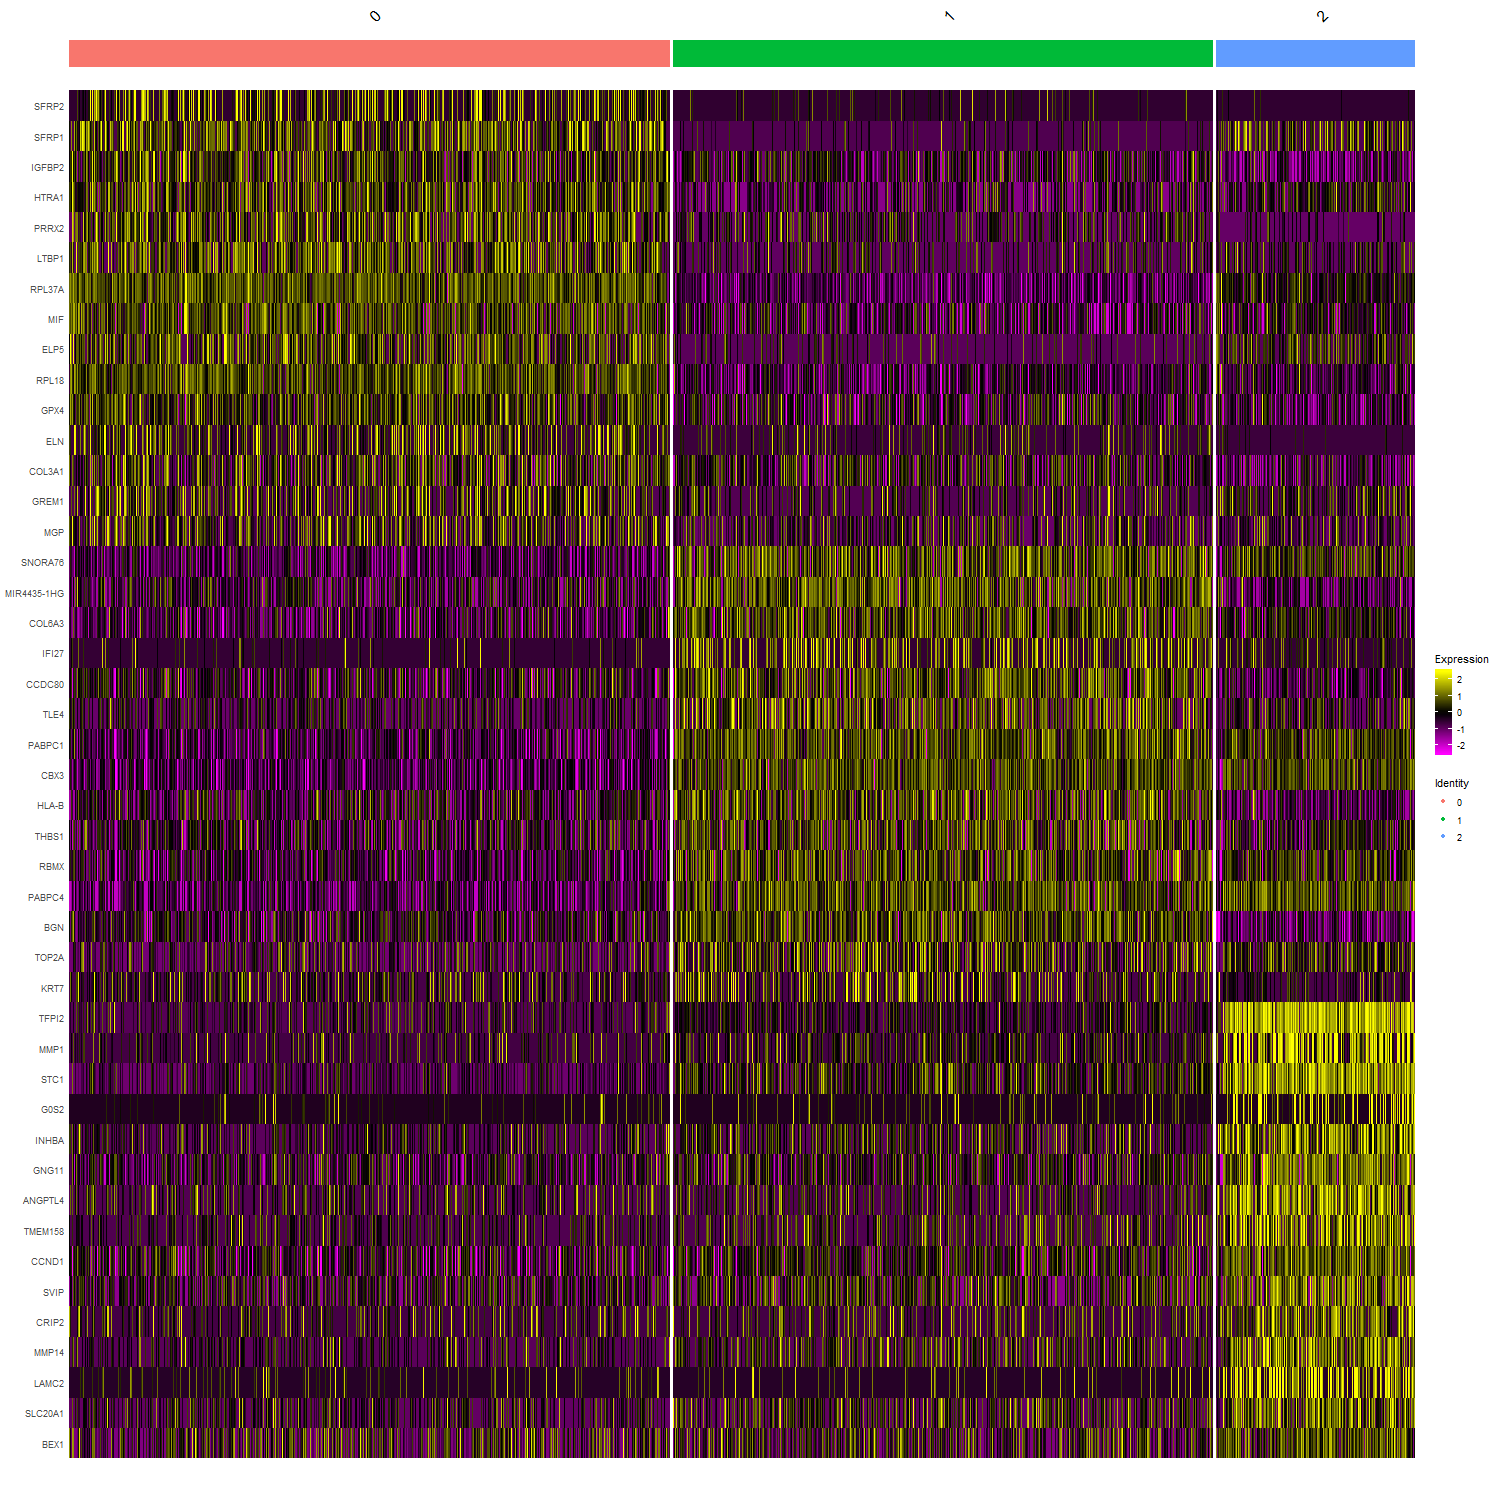 0 1 2
SFRP2
SFRP1
IGFBP2
HTRA1
PRRX2
LTBP1
RPL37A
MIF
ELP5
RPL18
GPX4
ELN
COL3A1
GREM1
MGP
SNORA76
MIR4435-1HG
COL6A3
IFI27
CCDC80
TLE4
PABPC1
CBX3
HLA-B
THBS1
RBMX
PABPC4
BGN
TOP2A
KRT7
TFPI2
MMP1
STC1
G0S2
INHBA
GNG11
ANGPTL4
TMEM158
CCND1
SVIP
CRIP2
MMP14
LAMC2
SLC20A1
BEX1
Expression
2
1
0
-1
-2
Identity
0
1
2